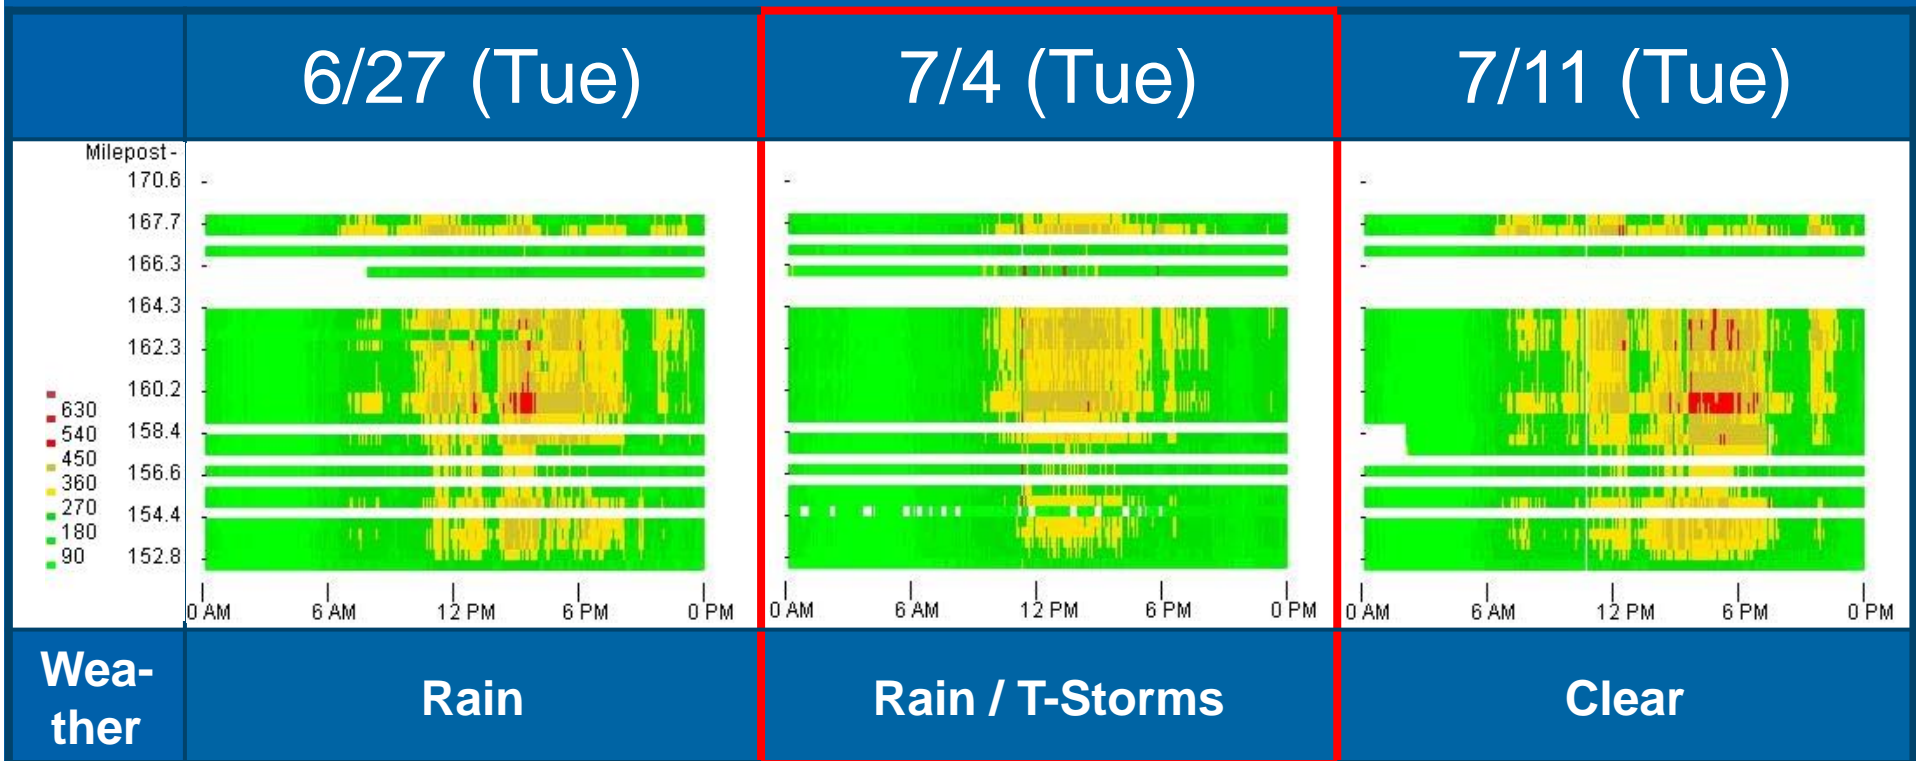 6/27 (Tue)
7/4 (Tue)
7/11 (Tue)
Milepost -
170.6 -
167.7 -
166.3 -
164.3 -
162.3 -
160.2 -
158.4 -
156.6 -
154.4 -
152.8 -
630
540
450
360
270
180
90
0 AM 6 AM 12 PM 6 PM 0 PM
0 AM 6 AM 12 PM 6 PM 0 PM
0 AM 6 AM 12 PM 6 PM 0 PM
Wea-
ther
Rain
Rain / T-Storms
Clear